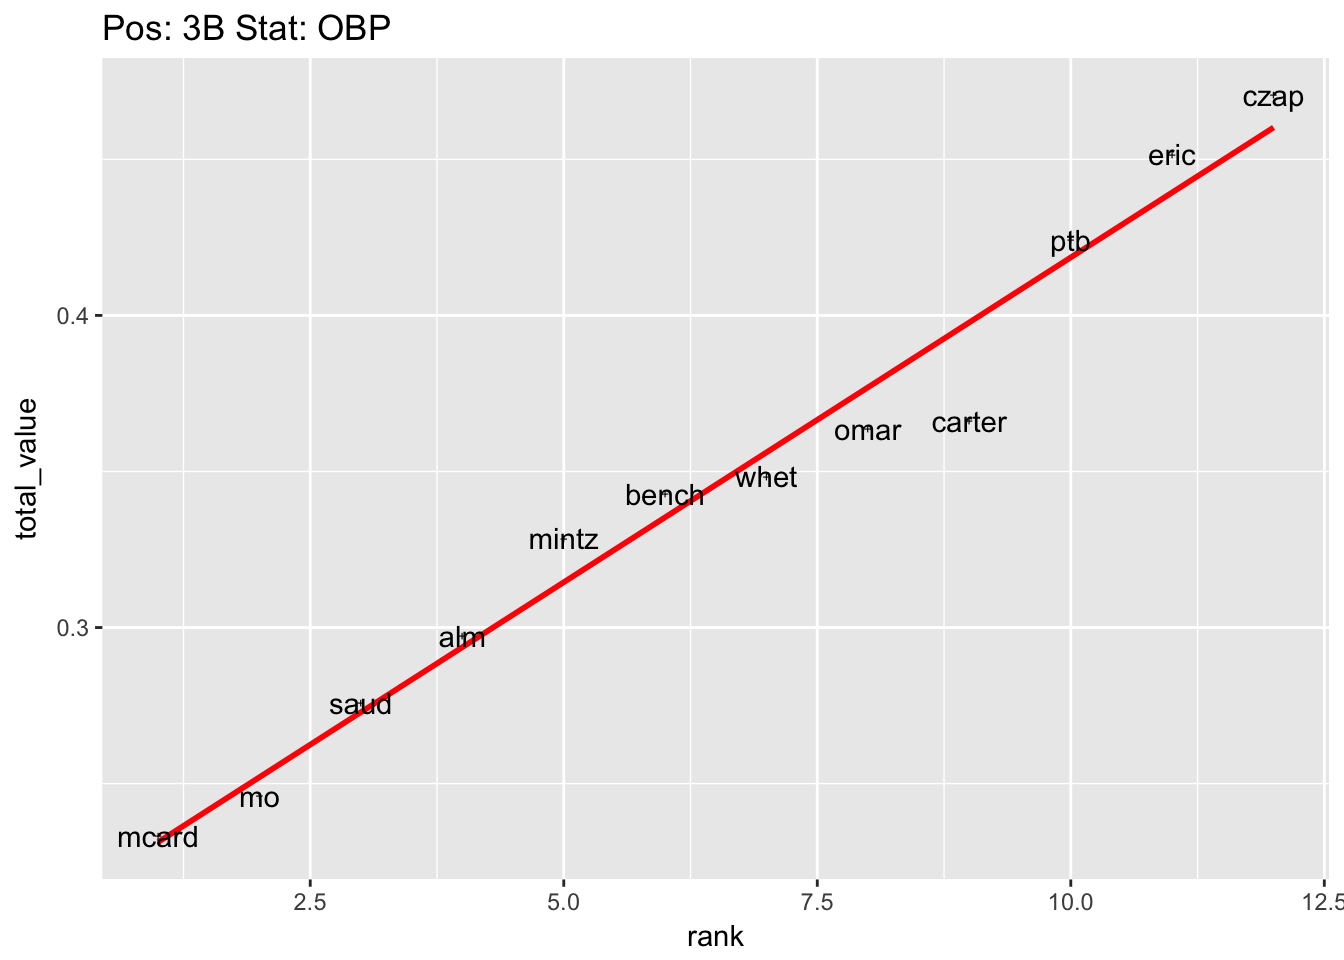 Pos: 3B Stat: OBP
czap
eric
ptb
0.4
carter
omar
whet
bench
mintz
total_value
0.3
alm
saud
mo
mcard
2.5 5.0 7.5 10.0 12.5
rank